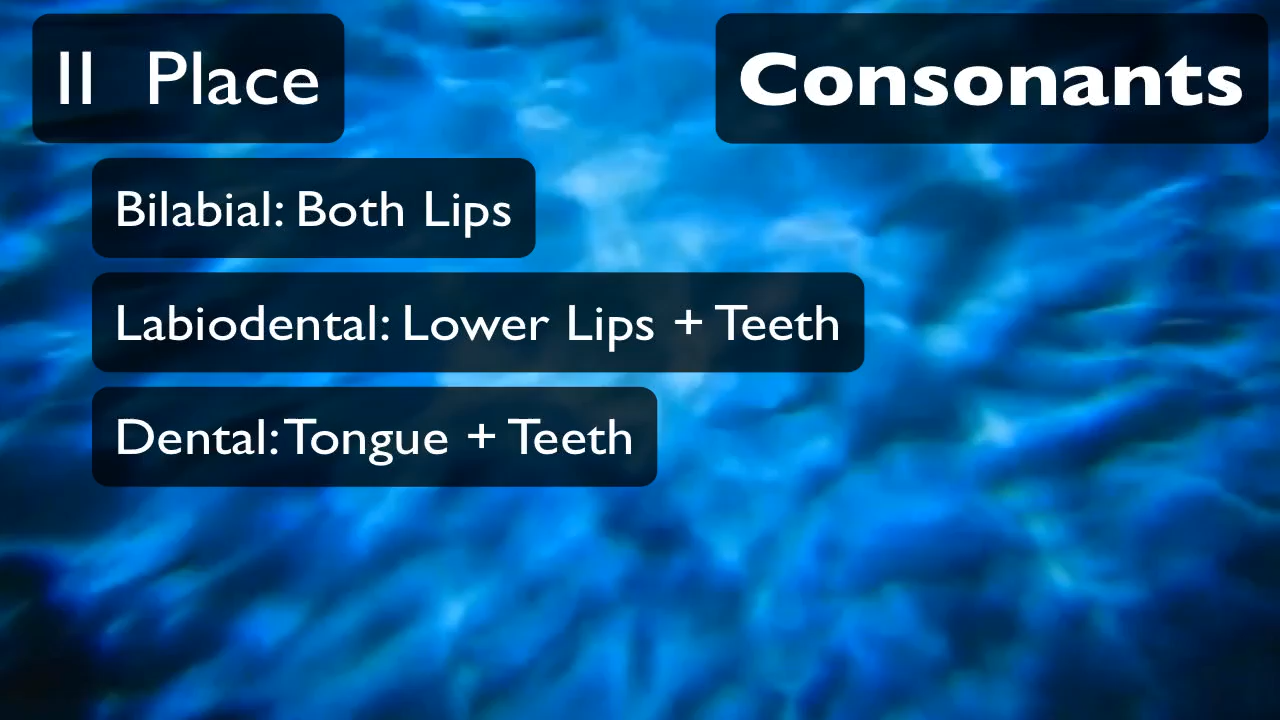 II Place
Consonants
Bilabial: Both Lips
Labiodental: Lower Lips + Teeth
Dental: Tongue + Teeth